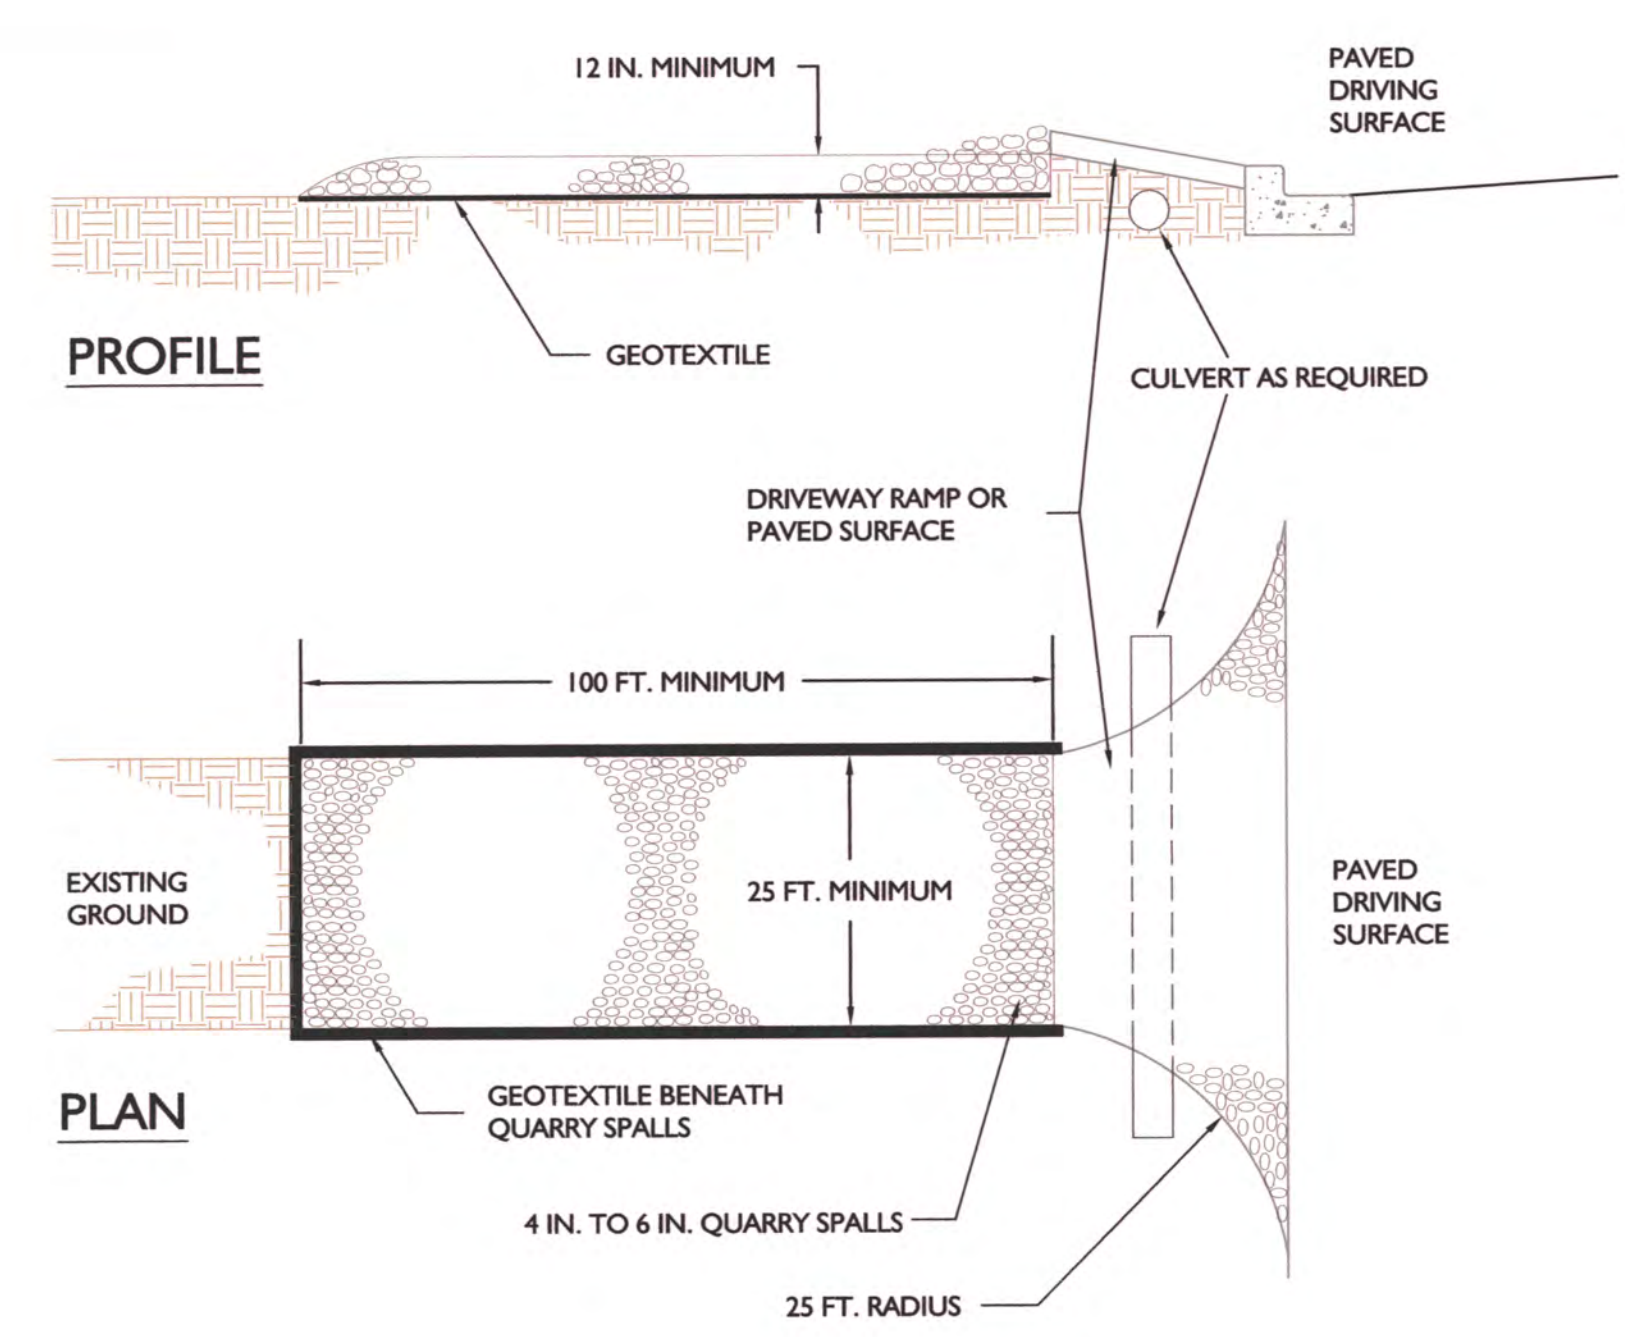 12 IN. MINIMUM
PAVED
DRIVING
SURFACE
PROFILE
GEOTEXTILE
CULVERT AS REQUIRED
DRIVEWAY RAMP OR
PAVED SURFACE
100 FT. MINIMUM
EXISTING
GROUND
25 FT. MINIMUM
PAVED
DRIVING
SURFACE
PLAN
GEOTEXTILE BENEATH
QUARRY SPALLS
4 IN. TO 6 IN. QUARRY SPALLS
25 FT. RADIUS